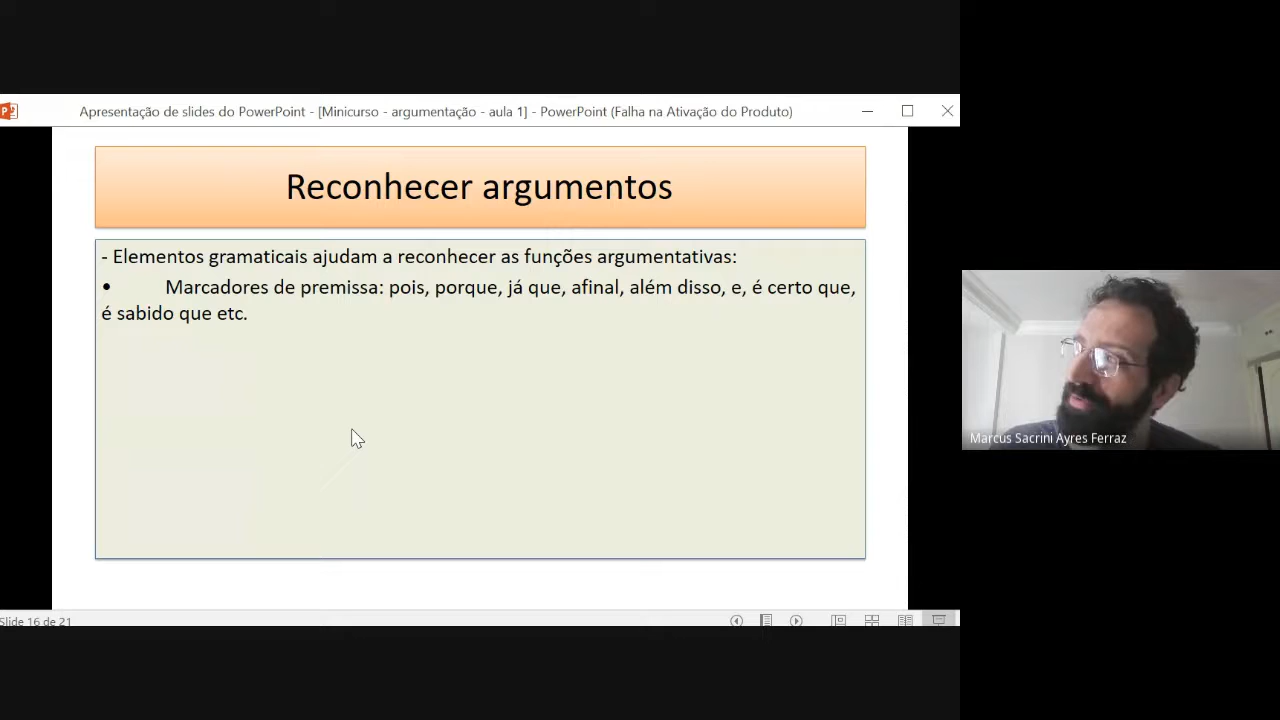 Apresentação de slides do PowerPoint - [Minicurso - argumentação - aula 1] - PowerPoint (Falha na Ativação do Produto)
Reconhecer argumentos
- Elementos gramaticais ajudam a reconhecer as funções argumentativas:
• Marcadores de premissa: pois, porque, já que, afinal, além disso, e, é certo que,
é sabido que etc.
Marcus Sacrini Ayres Ferraz
Slide 16 de 21